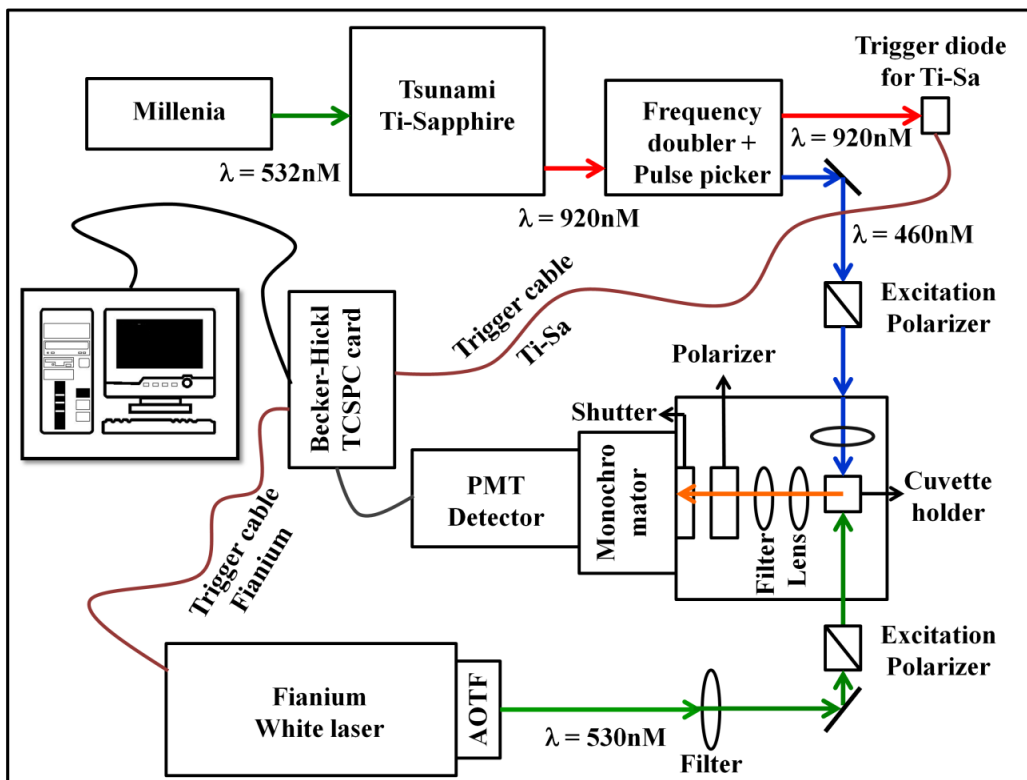 Millenia
λ = 532nM
Tsunami
Ti-Sapphire
λ = 920nM
Frequency
doubler +
Pulse picker
λ = 920nM
Trigger diode
for Ti-Sa
λ = 460nM
Excitation
Polarizer
Trigger cable
Ti-Sa
Becker-Hickl
TCSPC card
Polarizer
Shutter
PMT
Detector
Monochro
mator
Filter
Lens
Cuvette
holder
Trigger cable
Fianium
Excitation
Polarizer
Fianium
White laser
AOTF
λ = 530nM
Filter